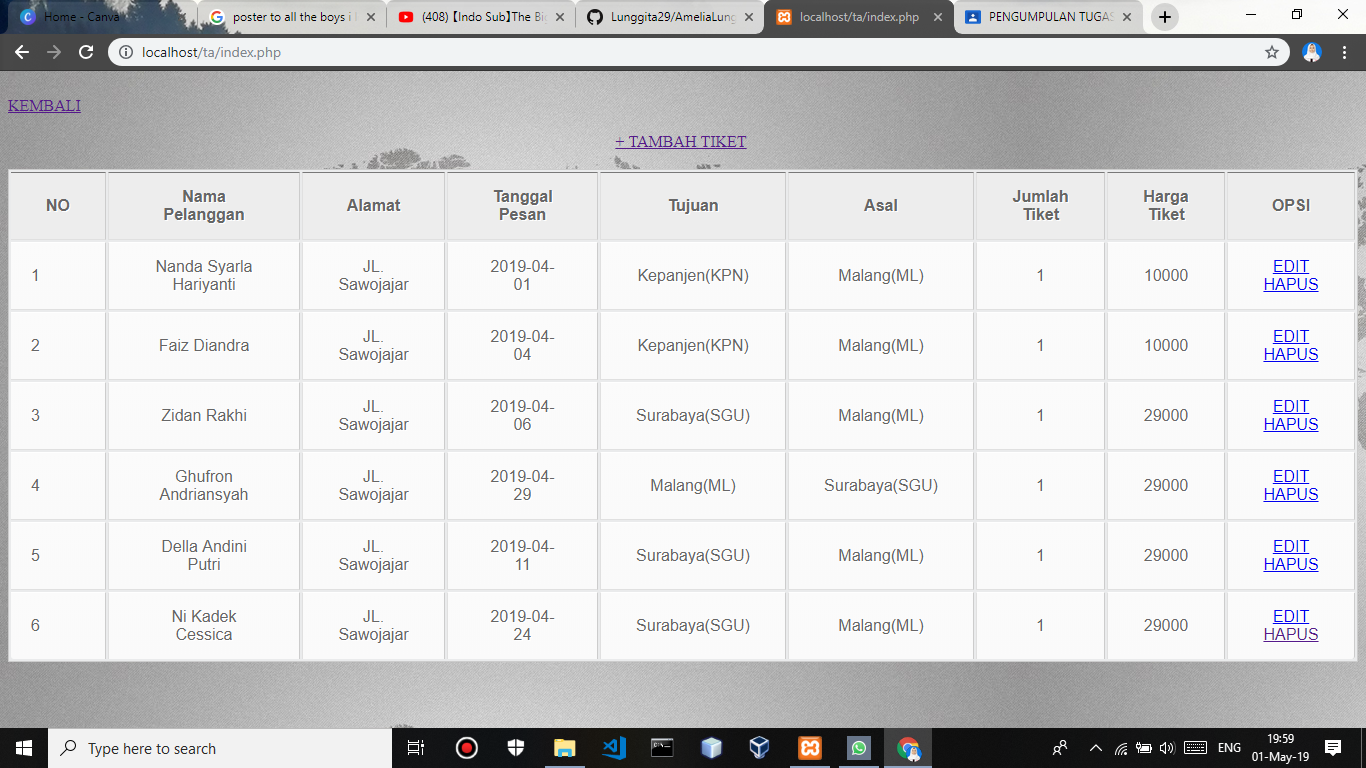 Home - Canva
poster to all the boys i
(408) 【Indo Sub】The Bi
Lunggita29/AmeliaLung
localhost/ta/index.php
PENGUMPULAN TUGAS
localhost/ta/index.php
KEMBALI
+ TAMBAH TIKET
NO Nama Pelanggan Alamat Tanggal Pesan Tujuan Asal Jumlah Tiket Harga Tiket OPSI
1 Nanda Syarla Hariyanti JL. Sawojajar 2019-04-01 Kepanjen(KPN) Malang(ML) 1 10000 EDIT HAPUS
2 Faiz Diandra JL. Sawojajar 2019-04-04 Kepanjen(KPN) Malang(ML) 1 10000 EDIT HAPUS
3 Zidan Rakhi JL. Sawojajar 2019-04-06 Surabaya(SGU) Malang(ML) 1 29000 EDIT HAPUS
4 Ghufron Andriansyah JL. Sawojajar 2019-04-29 Malang(ML) Surabaya(SGU) 1 29000 EDIT HAPUS
5 Della Andini Putri JL. Sawojajar 2019-04-11 Surabaya(SGU) Malang(ML) 1 29000 EDIT HAPUS
6 Ni Kadek Cessica JL. Sawojajar 2019-04-24 Surabaya(SGU) Malang(ML) 1 29000 EDIT HAPUS
Type here to search
ENG
19:59
01-May-19